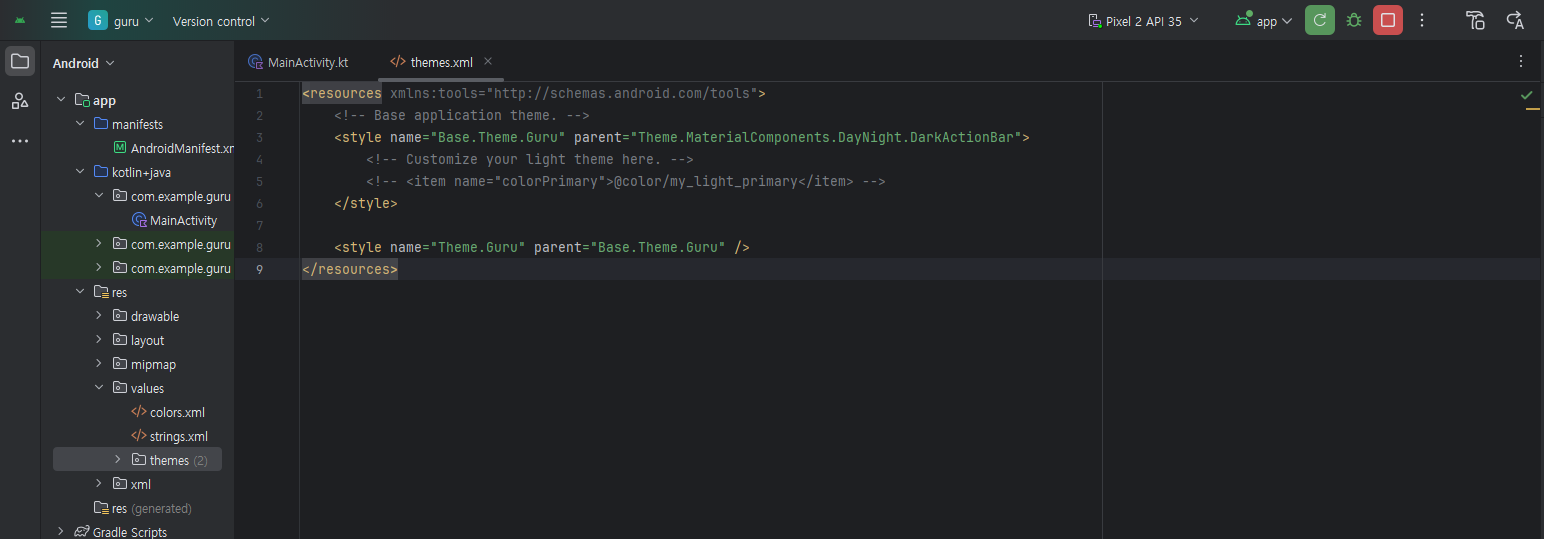 G guru Version control Pixel 2 API 35 app
Android
MainActivity.kt themes.xml
app
manifests
AndroidManifest.xm
kotlin+java
com.example.guru
MainActivity
com.example.guru
com.example.guru
res
drawable
layout
mipmap
values
colors.xml
strings.xml
themes (2)
xml
res (generated)
Gradle Scripts
1 <resources xmlns:tools="http://schemas.android.com/tools">
2 <!-- Base application theme. -->
3 <style name="Base.Theme.Guru" parent="Theme.MaterialComponents.DayNight.DarkActionBar">
4 <!-- Customize your light theme here. -->
5 <!-- <item name="colorPrimary">@color/my_light_primary</item> -->
6 </style>
7
8 <style name="Theme.Guru" parent="Base.Theme.Guru" />
9 </resources>